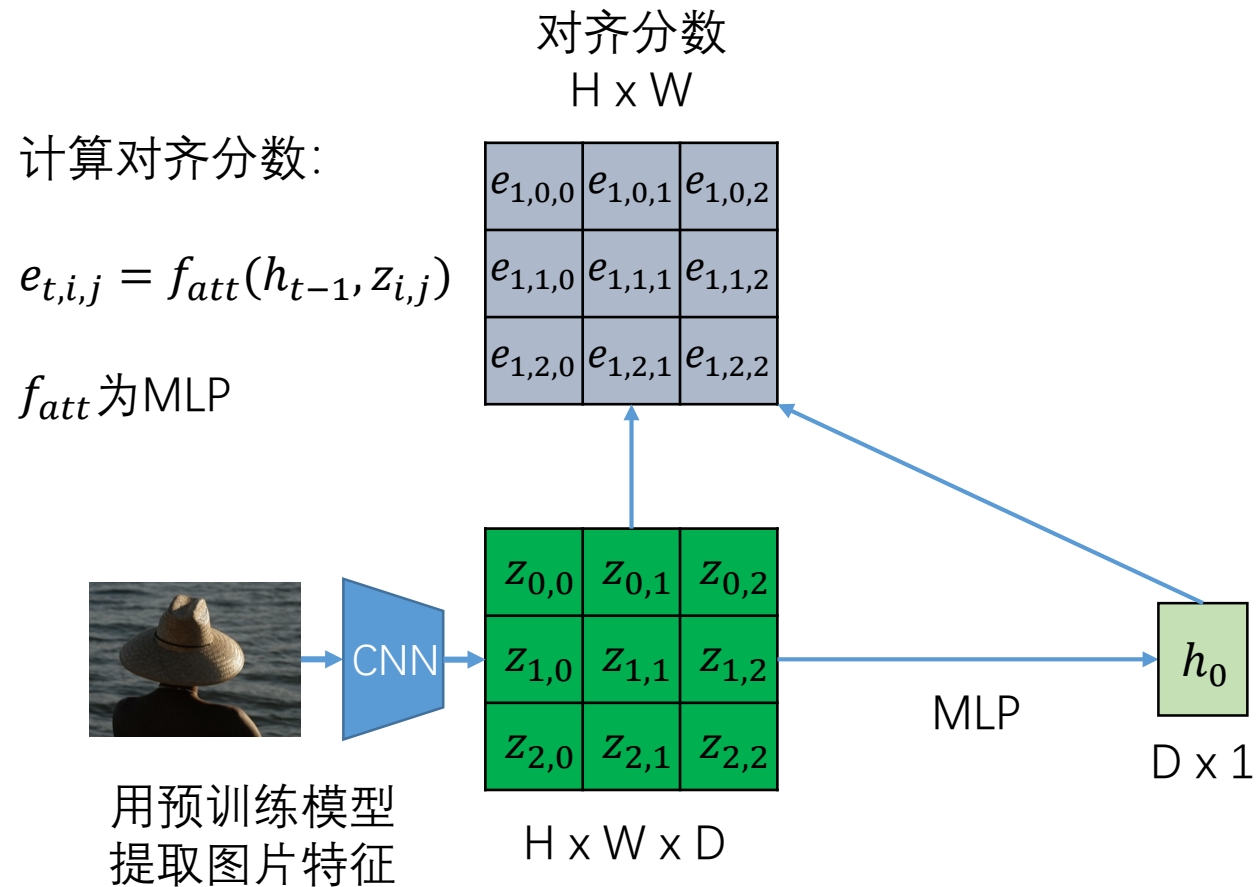 对齐分数
H x W
计算对齐分数:
e_{t,i,j} = f_{att}(h_{t-1}, z_{i,j})
f_{att}为MLP
e_{1,0,0} e_{1,0,1} e_{1,0,2}
e_{1,1,0} e_{1,1,1} e_{1,1,2}
e_{1,2,0} e_{1,2,1} e_{1,2,2}
CNN
z_{0,0} z_{0,1} z_{0,2}
z_{1,0} z_{1,1} z_{1,2}
z_{2,0} z_{2,1} z_{2,2}
MLP
h_0
D x 1
用预训练模型
提取图片特征
H x W x D